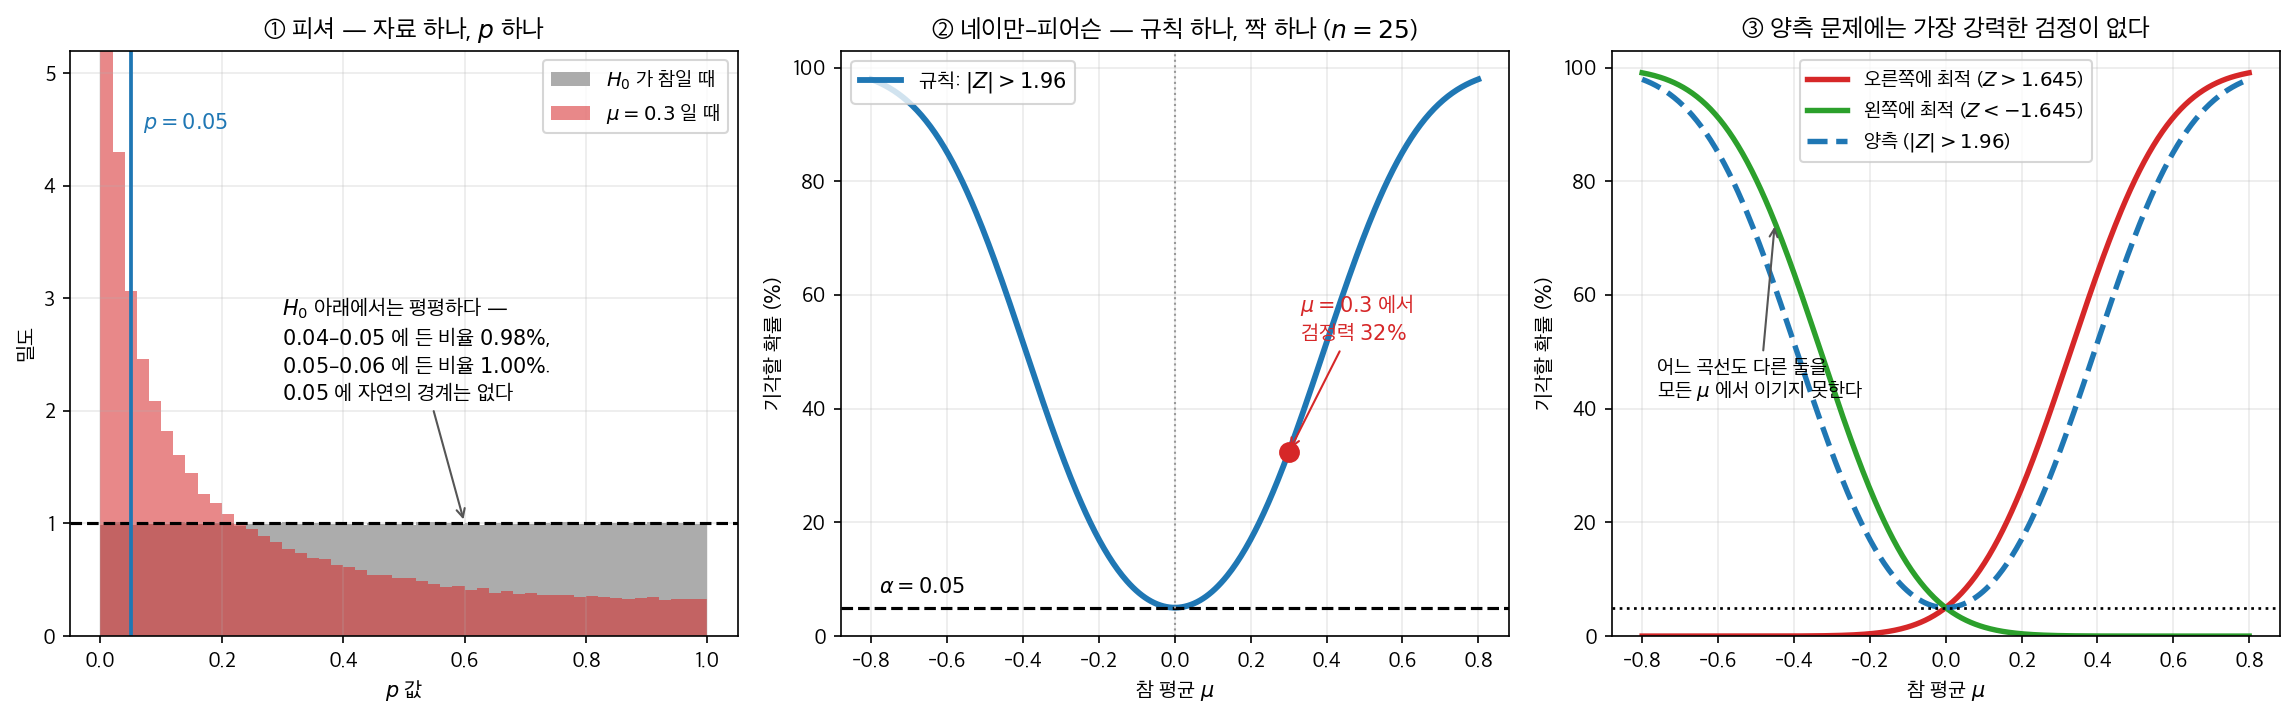 ① 피셔 — 자료 하나, p 하나
5
4
3
2
1
0
밀도
0.0 0.2 0.4 0.6 0.8 1.0
p 값
H₀ 가 참일 때
μ = 0.3 일 때
p = 0.05
H₀ 아래에서는 평평하다 —
0.04–0.05 에 든 비율 0.98%,
0.05–0.06 에 든 비율 1.00%.
0.05 에 자연의 경계는 없다
② 네이만–피어슨 — 규칙 하나, 짝 하나 (n = 25)
100
80
60
40
20
0
기각할 확률 (%)
-0.8 -0.6 -0.4 -0.2 0.0 0.2 0.4 0.6 0.8
참 평균 μ
규칙: |Z| > 1.96
μ = 0.3 에서
검정력 32%
α = 0.05
③ 양측 문제에는 가장 강력한 검정이 없다
100
80
60
40
20
0
기각할 확률 (%)
-0.8 -0.6 -0.4 -0.2 0.0 0.2 0.4 0.6 0.8
참 평균 μ
오른쪽에 최적 (Z > 1.645)
왼쪽에 최적 (Z < −1.645)
양측 (|Z| > 1.96)
어느 곡선도 다른 둘을
모든 μ 에서 이기지 못한다